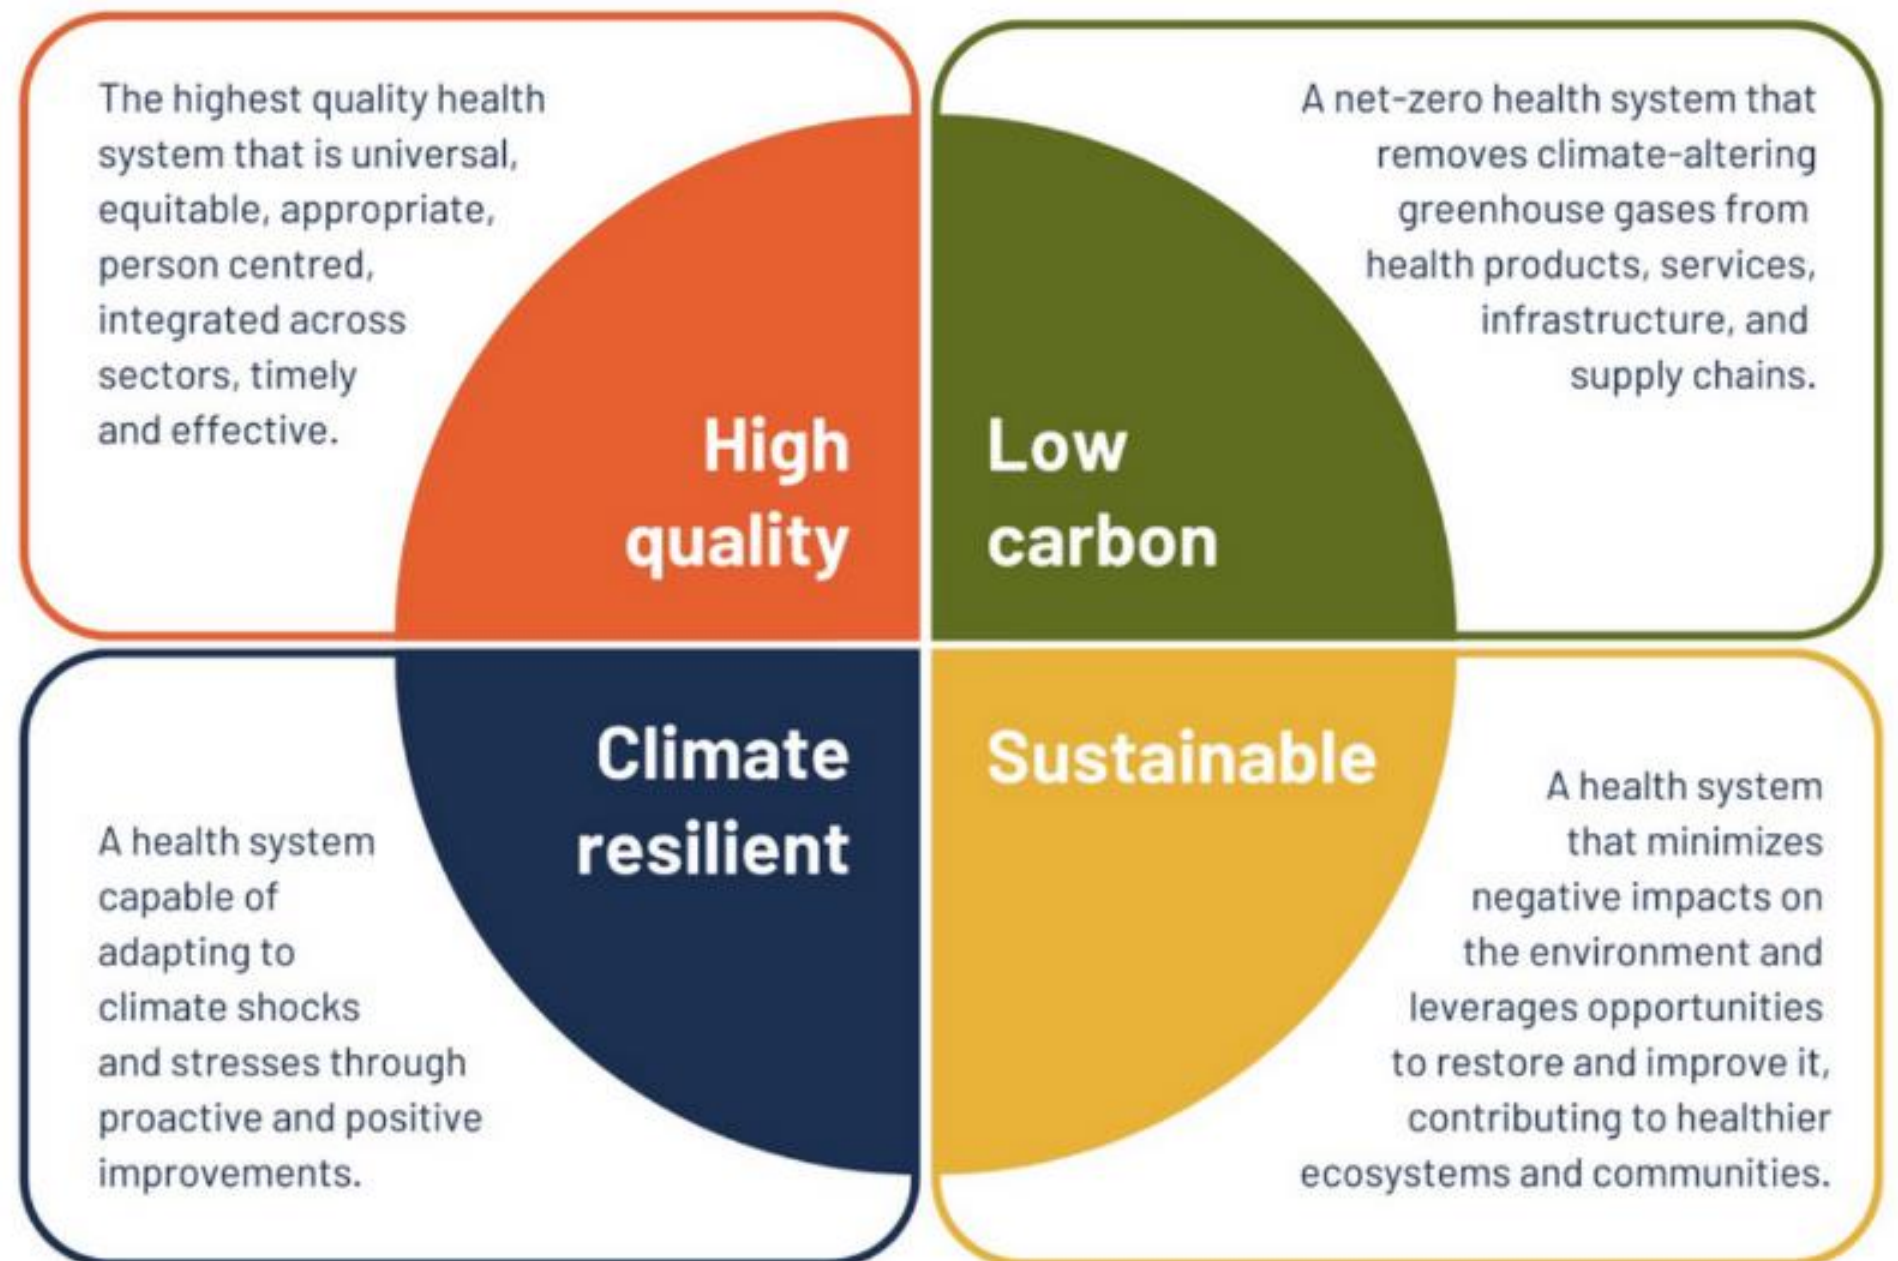 The highest quality health
system that is universal,
equitable, appropriate,
person centred,
integrated across
sectors, timely
and effective.
High
quality
A net-zero health system that
removes climate-altering
greenhouse gases from
health products, services,
infrastructure, and
supply chains.
Low
carbon
Climate
resilient
A health system
capable of
adapting to
climate shocks
and stresses through
proactive and positive
improvements.
Sustainable
A health system
that minimizes
negative impacts on
the environment and
leverages opportunities
to restore and improve it,
contributing to healthier
ecosystems and communities.